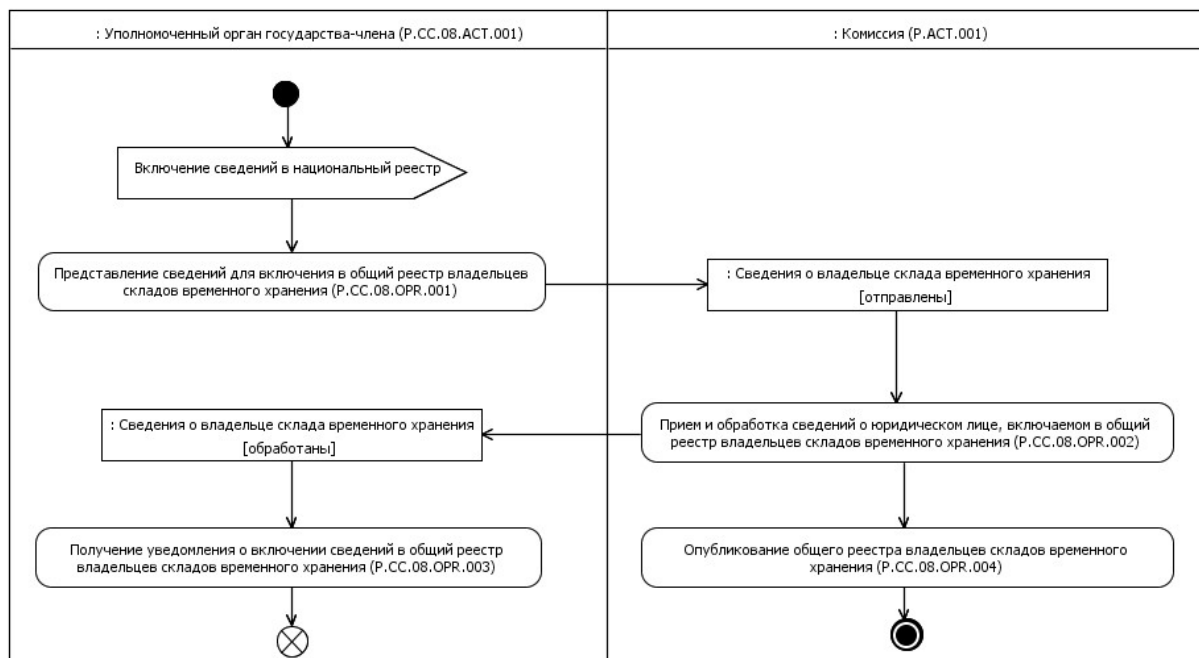 : Уполномоченный орган государства-члена (P.CC.08.ACT.001)
: Комиссия (P.ACT.001)
Включение сведений в национальный реестр
Представление сведений для включения в общий реестр владельцев
складов временного хранения (P.CC.08.OPR.001)
: Сведения о владельце склада временного хранения
[отправлены]
: Сведения о владельце склада временного хранения
[обработаны]
Прием и обработка сведений о юридическом лице, включаемом в общий
реестр владельцев складов временного хранения (P.CC.08.OPR.002)
Получение уведомления о включении сведений в общий реестр
владельцев складов временного хранения (P.CC.08.OPR.003)
Опубликование общего реестра владельцев складов временного
хранения (P.CC.08.OPR.004)